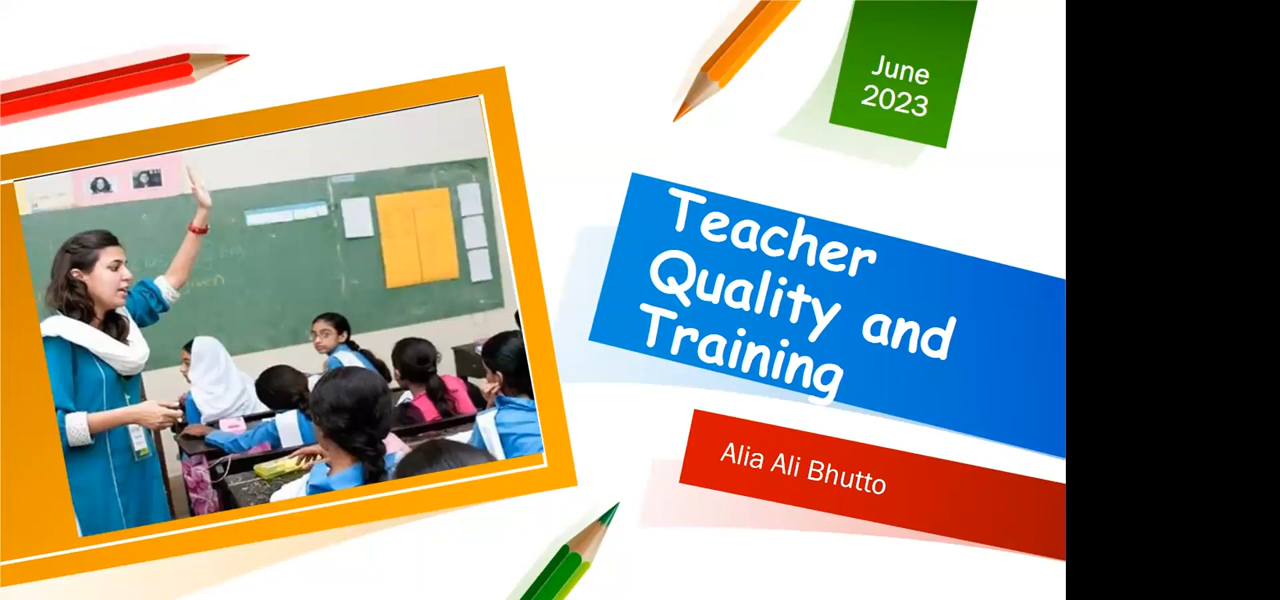 June
2023
Teacher
Quality and
Training
Alia Ali Bhutto